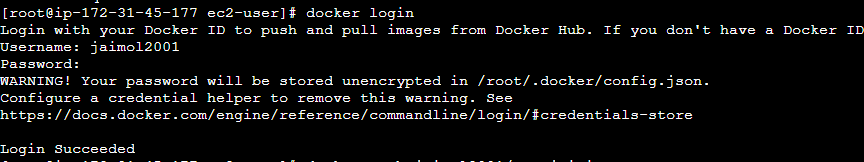 [root@ip-172-31-45-177 ec2-user]# docker login
Login with your Docker ID to push and pull images from Docker Hub. If you don't have a Docker ID
Username: jaimol2001
Password:
WARNING! Your password will be stored unencrypted in /root/.docker/config.json.
Configure a credential helper to remove this warning. See
https://docs.docker.com/engine/reference/commandline/login/#credentials-store
Login Succeeded